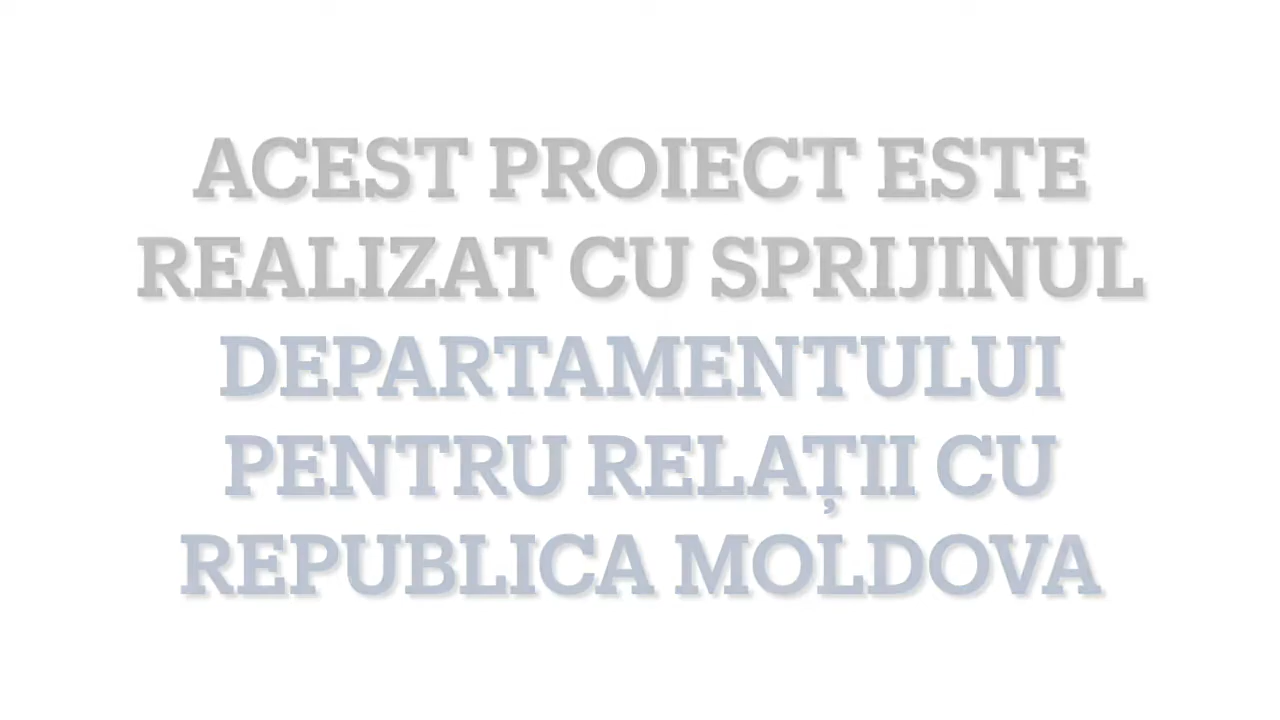 ACEST PROIECT ESTE
REALIZAT CU SPRIJINUL
DEPARTAMENTULUI
PENTRU RELAȚII CU
REPUBLICA MOLDOVA